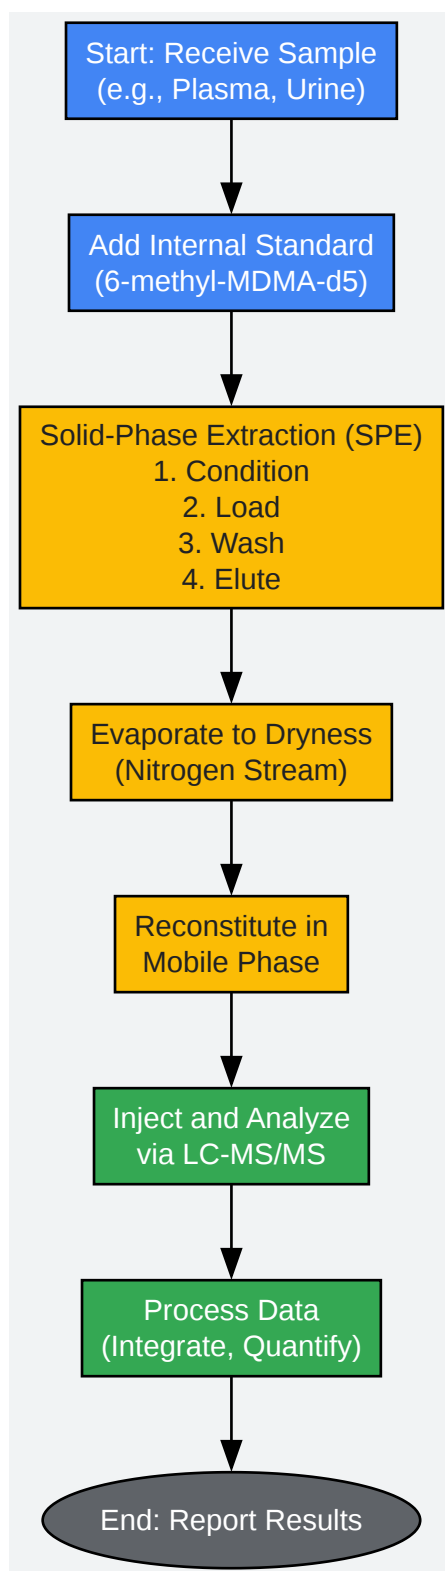 Start: Receive Sample
(e.g., Plasma, Urine)
Add Internal Standard
(6-methyl-MDMA-d5)
Solid-Phase Extraction (SPE)
1. Condition
2. Load
3. Wash
4. Elute
Evaporate to Dryness
(Nitrogen Stream)
Reconstitute in
Mobile Phase
Inject and Analyze
via LC-MS/MS
Process Data
(Integrate, Quantify)
End: Report Results